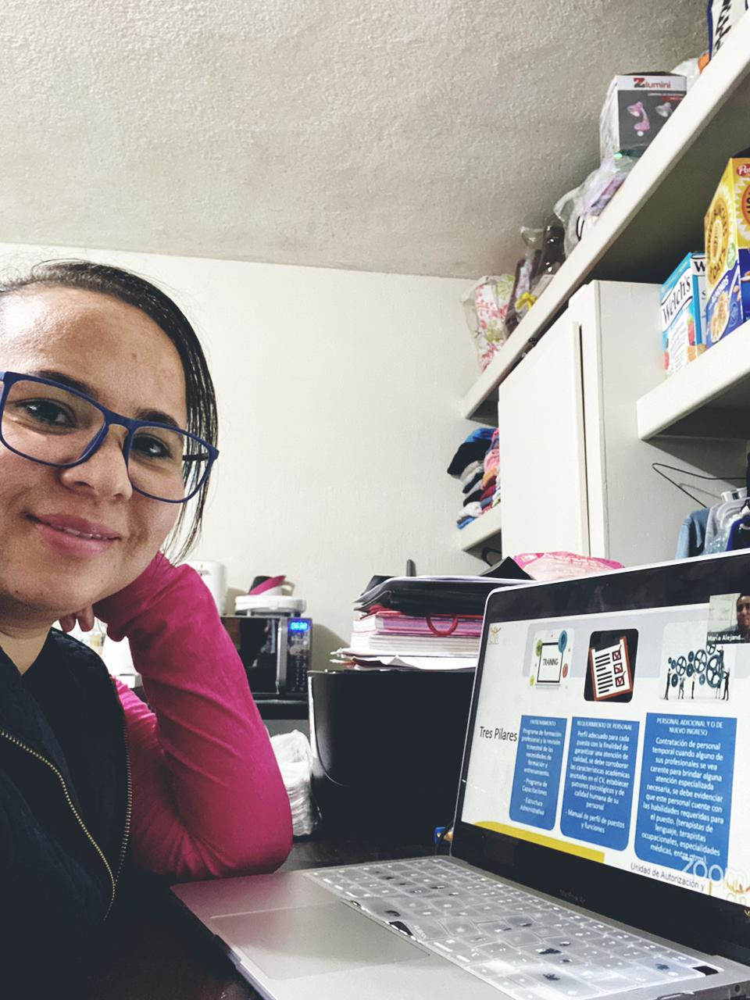 Zlumini
Welch's
TRAINING
María Alejand...
Tres Pilares
ENTRENAMIENTO
Programa de formación
profesional y la revisión
trimestral de las
necesidades de
formación y
entrenamiento.
- Programa de
Capacitaciones
- Estructura
Administrativa
REQUERIMIENTO DE PERSONAL
Perfil adecuado para cada
puesto con la finalidad de
garantizar una atención de
calidad, se debe corroborar
las características académicas
anotadas en el CV, establecer
patrones psicológicos y de
calidad humana de su
personal
- Manual de perfil de puestos
y funciones
PERSONAL ADICIONAL Y O DE
NUEVO INGRESO
Contratación de personal
temporal cuando alguno de
sus profesionales se vea
carente para brindar alguna
atención especializada
necesaria, se debe evidenciar
que este personal cuente con
las habilidades requeridas para
el puesto, (terapistas de
lenguaje, terapistas
ocupacionales, especialidades
médicas, entre otros).
Unidad de Autorización y
zoom
MacBook Air